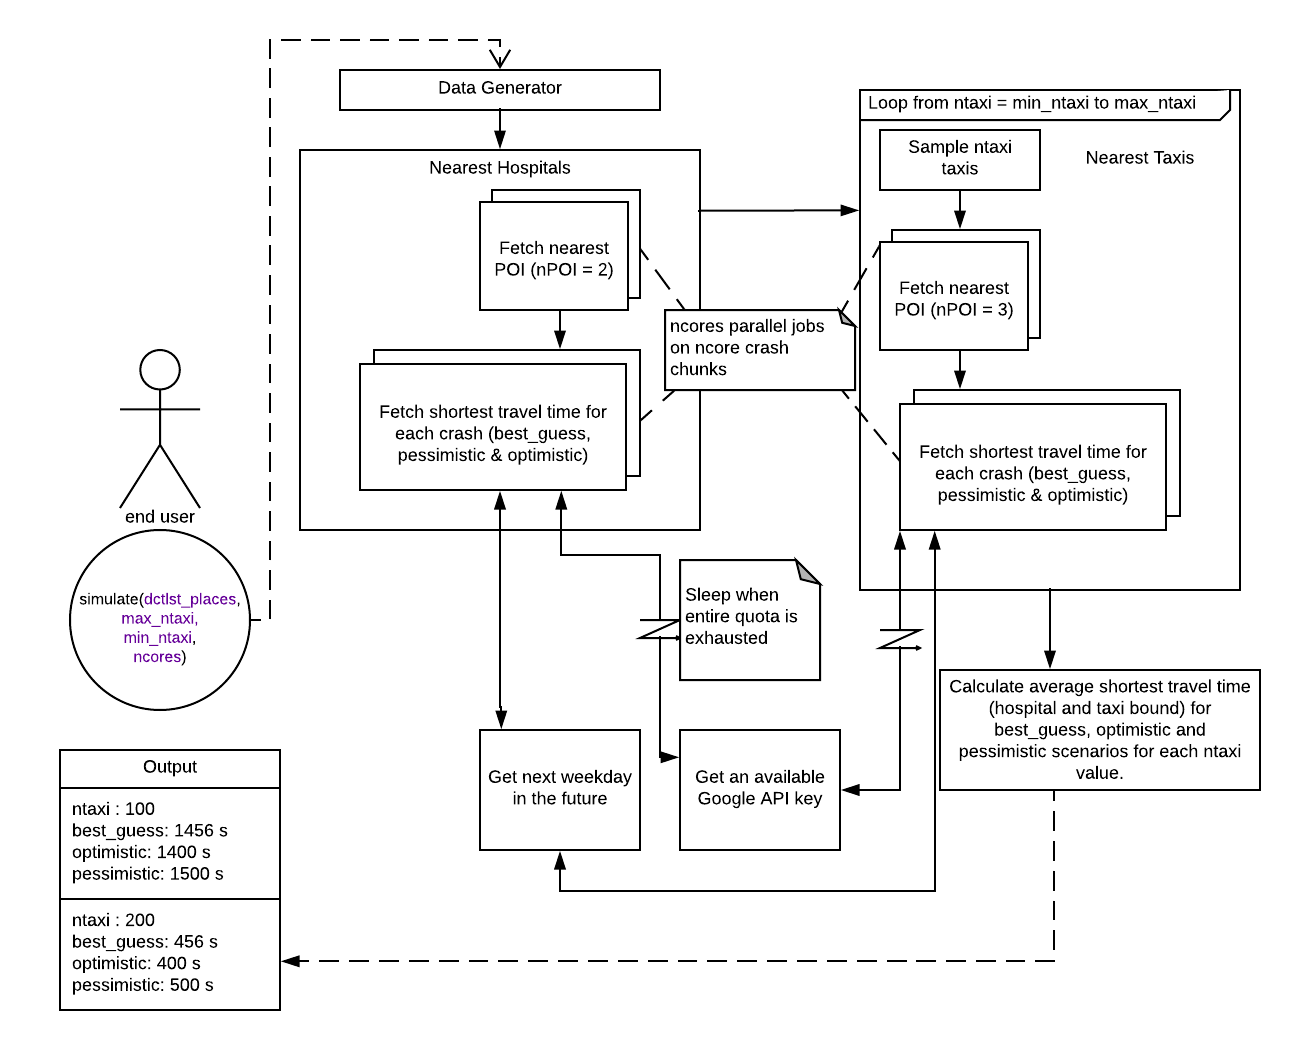 Data Generator
Nearest Hospitals
Fetch nearest
POI (nPOI = 2)
Fetch shortest travel time for
each crash (best_guess,
pessimistic & optimistic)
ncores parallel jobs
on ncore crash
chunks
Loop from ntaxi = min_ntaxi to max_ntaxi
Sample ntaxi
taxis
Nearest Taxis
Fetch nearest
POI (nPOI = 3)
Fetch shortest travel time for
each crash (best_guess,
pessimistic & optimistic)
end user
simulate(dctlst_places,
max_ntaxi,
min_ntaxi,
ncores)
Sleep when
entire quota is
exhausted
Get next weekday
in the future
Get an available
Google API key
Calculate average shortest travel time
(hospital and taxi bound) for
best_guess, optimistic and
pessimistic scenarios for each ntaxi
value.
Output
ntaxi : 100
best_guess: 1456 s
optimistic: 1400 s
pessimistic: 1500 s
ntaxi : 200
best_guess: 456 s
optimistic: 400 s
pessimistic: 500 s